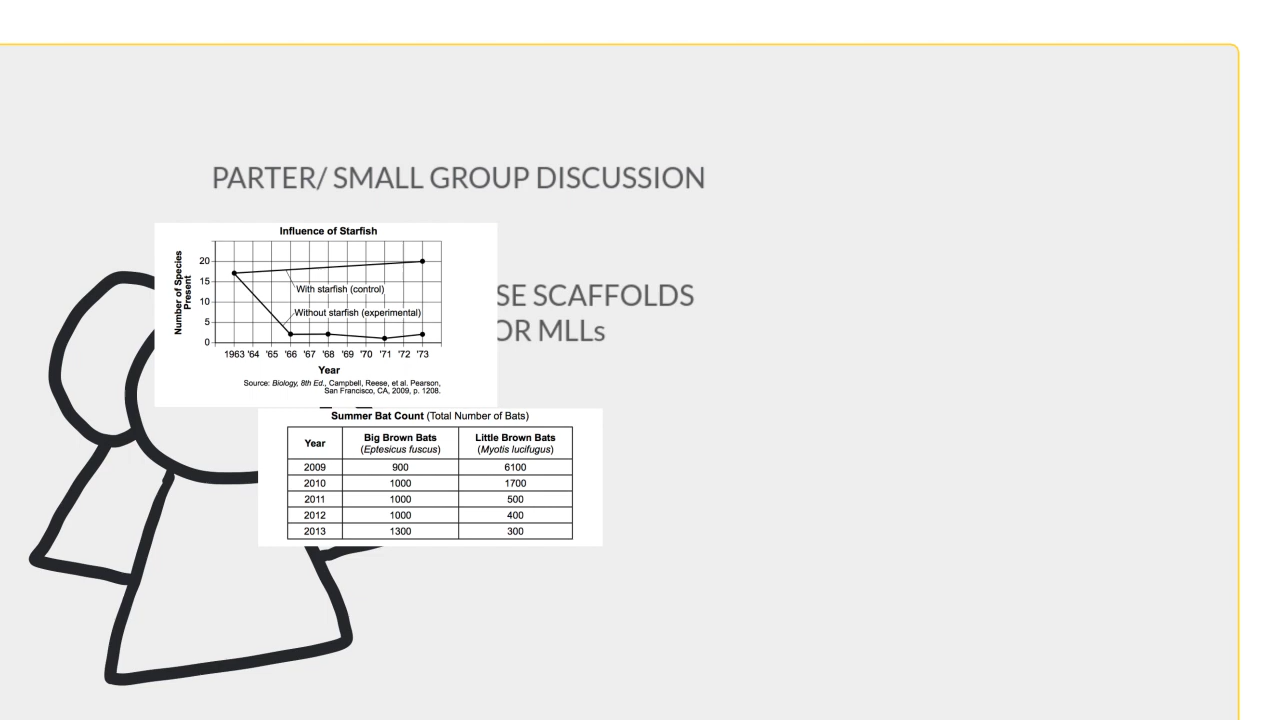 PARTER/ SMALL GROUP DISCUSSION
Influence of Starfish
Number of Species
Present
20
15
10
5
0
With starfish (control)
Without starfish (experimental)
1963 '64 '65 '66 '67 '68 '69 '70 '71 '72 '73
Year
Source: Biology, 8th Ed., Campbell, Reese, et al. Pearson,
San Francisco, CA, 2009, p. 1208.
SCAFFOLDS
MLLs
Summer Bat Count (Total Number of Bats)
Year Big Brown Bats (Eptesicus fuscus) Little Brown Bats (Myotis lucifugus)
2009 900 6100
2010 1000 1700
2011 1000 500
2012 1000 400
2013 1300 300